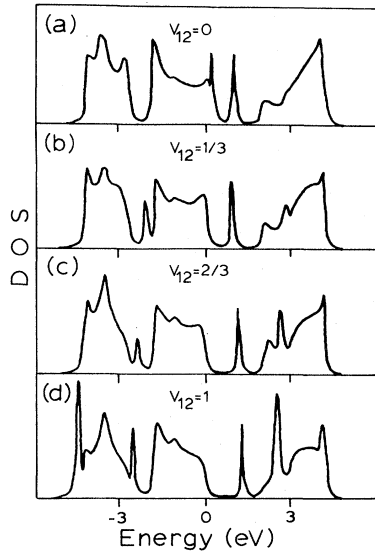 (a)
V12=0
(b)
V12=1/3
(c)
V12=2/3
(d)
V12=1
DOS
-3 0 3
Energy (eV)